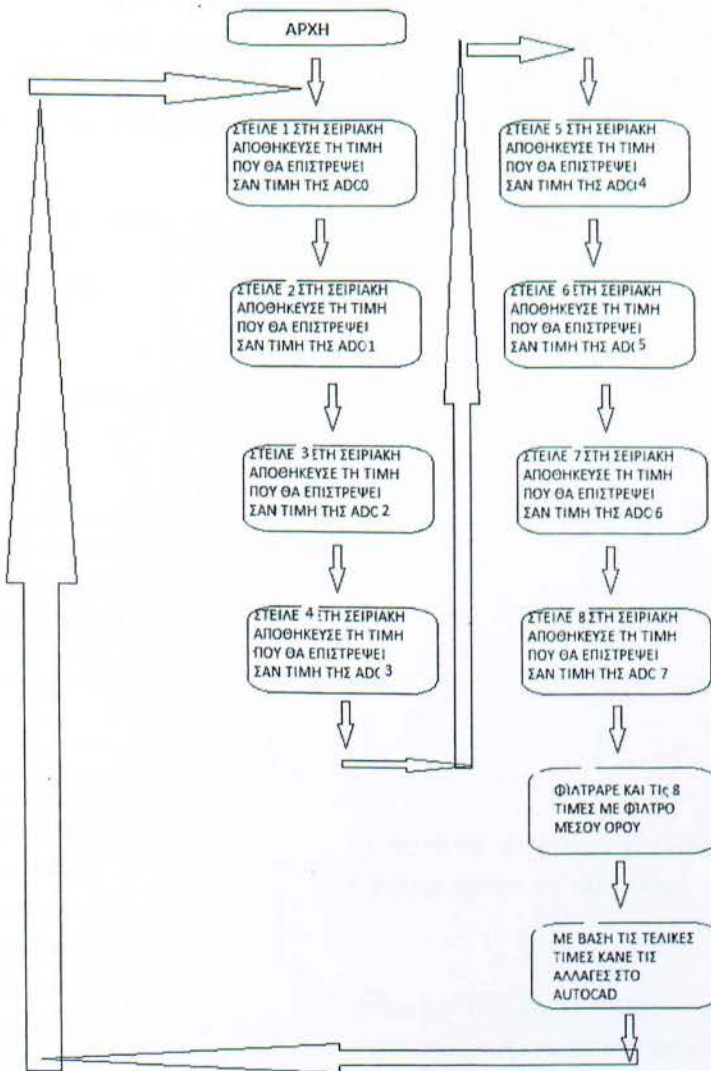 ΑΡΧΗ
ΣΤΕΙΛΕ 1 ΣΤΗ ΣΕΙΡΙΑΚΗ
ΑΠΟΘΗΚΕΥΣΕ ΤΗ ΤΙΜΗ
ΠΟΥ ΘΑ ΕΠΙΣΤΡΕΨΕΙ
ΣΑΝ ΤΙΜΗ ΤΗΣ ADC0
ΣΤΕΙΛΕ 2 ΣΤΗ ΣΕΙΡΙΑΚΗ
ΑΠΟΘΗΚΕΥΣΕ ΤΗ ΤΙΜΗ
ΠΟΥ ΘΑ ΕΠΙΣΤΡΕΨΕΙ
ΣΑΝ ΤΙΜΗ ΤΗΣ ADC1
ΣΤΕΙΛΕ 3 ΣΤΗ ΣΕΙΡΙΑΚΗ
ΑΠΟΘΗΚΕΥΣΕ ΤΗ ΤΙΜΗ
ΠΟΥ ΘΑ ΕΠΙΣΤΡΕΨΕΙ
ΣΑΝ ΤΙΜΗ ΤΗΣ ADC 2
ΣΤΕΙΛΕ 4 ΣΤΗ ΣΕΙΡΙΑΚΗ
ΑΠΟΘΗΚΕΥΣΕ ΤΗ ΤΙΜΗ
ΠΟΥ ΘΑ ΕΠΙΣΤΡΕΨΕΙ
ΣΑΝ ΤΙΜΗ ΤΗΣ ADC 3
ΣΤΕΙΛΕ 5 ΣΤΗ ΣΕΙΡΙΑΚΗ
ΑΠΟΘΗΚΕΥΣΕ ΤΗ ΤΙΜΗ
ΠΟΥ ΘΑ ΕΠΙΣΤΡΕΨΕΙ
ΣΑΝ ΤΙΜΗ ΤΗΣ ADC 4
ΣΤΕΙΛΕ 6 ΣΤΗ ΣΕΙΡΙΑΚΗ
ΑΠΟΘΗΚΕΥΣΕ ΤΗ ΤΙΜΗ
ΠΟΥ ΘΑ ΕΠΙΣΤΡΕΨΕΙ
ΣΑΝ ΤΙΜΗ ΤΗΣ ADC 5
ΣΤΕΙΛΕ 7 ΣΤΗ ΣΕΙΡΙΑΚΗ
ΑΠΟΘΗΚΕΥΣΕ ΤΗ ΤΙΜΗ
ΠΟΥ ΘΑ ΕΠΙΣΤΡΕΨΕΙ
ΣΑΝ ΤΙΜΗ ΤΗΣ ADC 6
ΣΤΕΙΛΕ 8 ΣΤΗ ΣΕΙΡΙΑΚΗ
ΑΠΟΘΗΚΕΥΣΕ ΤΗ ΤΙΜΗ
ΠΟΥ ΘΑ ΕΠΙΣΤΡΕΨΕΙ
ΣΑΝ ΤΙΜΗ ΤΗΣ ADC 7
ΦΙΛΤΡΑΡΕ ΚΑΙ ΤΙς 8
ΤΙΜΕΣ ΜΕ ΦΙΛΤΡΟ
ΜΕΣΟΥ ΟΡΟΥ
ΜΕ ΒΑΣΗ ΤΙΣ ΤΕΛΙΚΕΣ
ΤΙΜΕΣ ΚΑΝΕ ΤΙΣ
ΑΛΛΑΓΕΣ ΣΤΟ
AUTOCAD